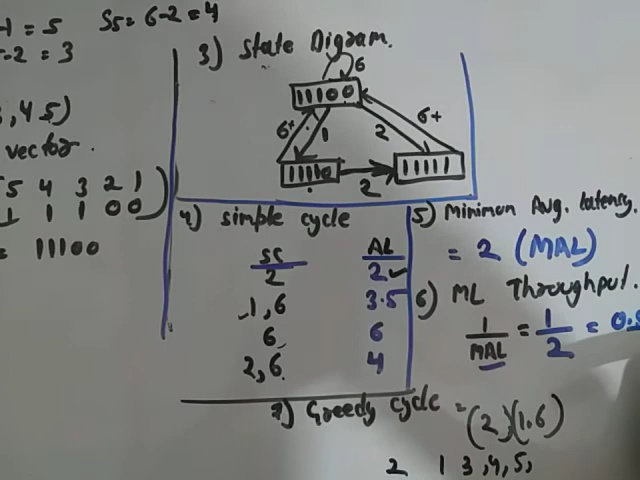 -1 = 5 S5 = 6-2 = 4
-2 = 3
3) State Digram.
6
11100
6+ 1 2 6+
11110 2 11111
, 4 5)
vector.
5 4 3 2 1
1 1 1 0 0)
= 11100
4) simple cycle
SC AL
2 2✓
1, 6 3.5
6 6
2, 6 4
5) Minimum Avg. latency.
= 2 (MAL)
6) ML Throughput.
1/MAL = 1/2 = 0.5
7) Greedy cycle = (2)(1.6)
2 1 3, 4, 5,